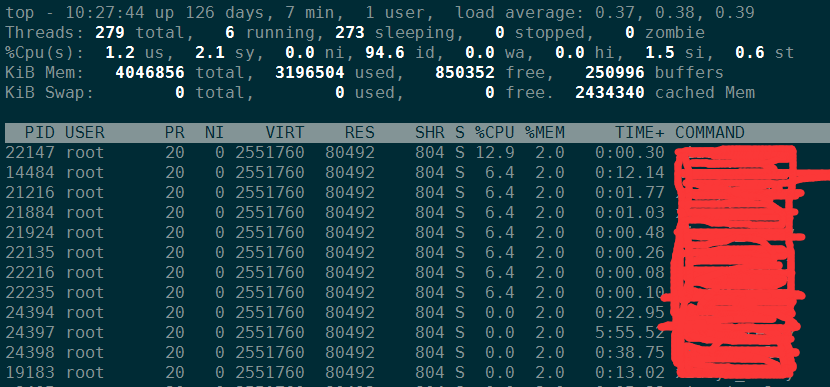 top - 10:27:44 up 126 days, 7 min,  1 user,  load average: 0.37, 0.38, 0.39
Threads: 279 total,   6 running, 273 sleeping,   0 stopped,   0 zombie
%Cpu(s):  1.2 us,  2.1 sy,  0.0 ni, 94.6 id,  0.0 wa,  0.0 hi,  1.5 si,  0.6 st
KiB Mem:   4046856 total,  3196504 used,   850352 free,   250996 buffers
KiB Swap:        0 total,        0 used,        0 free.  2434340 cached Mem
PID USER      PR  NI    VIRT    RES    SHR S %CPU %MEM     TIME+ COMMAND
22147 root      20   0 2551760  80492    804 S 12.9  2.0   0:00.30
14484 root      20   0 2551760  80492    804 S  6.4  2.0   0:12.14
21216 root      20   0 2551760  80492    804 S  6.4  2.0   0:01.77
21884 root      20   0 2551760  80492    804 S  6.4  2.0   0:01.03
21924 root      20   0 2551760  80492    804 S  6.4  2.0   0:00.48
22135 root      20   0 2551760  80492    804 S  6.4  2.0   0:00.26
22216 root      20   0 2551760  80492    804 S  6.4  2.0   0:00.08
22235 root      20   0 2551760  80492    804 S  6.4  2.0   0:00.10
24394 root      20   0 2551760  80492    804 S  0.0  2.0   0:22.95
24397 root      20   0 2551760  80492    804 S  0.0  2.0   5:55.52
24398 root      20   0 2551760  80492    804 S  0.0  2.0   0:38.75
19183 root      20   0 2551760  80492    804 S  0.0  2.0   0:13.02